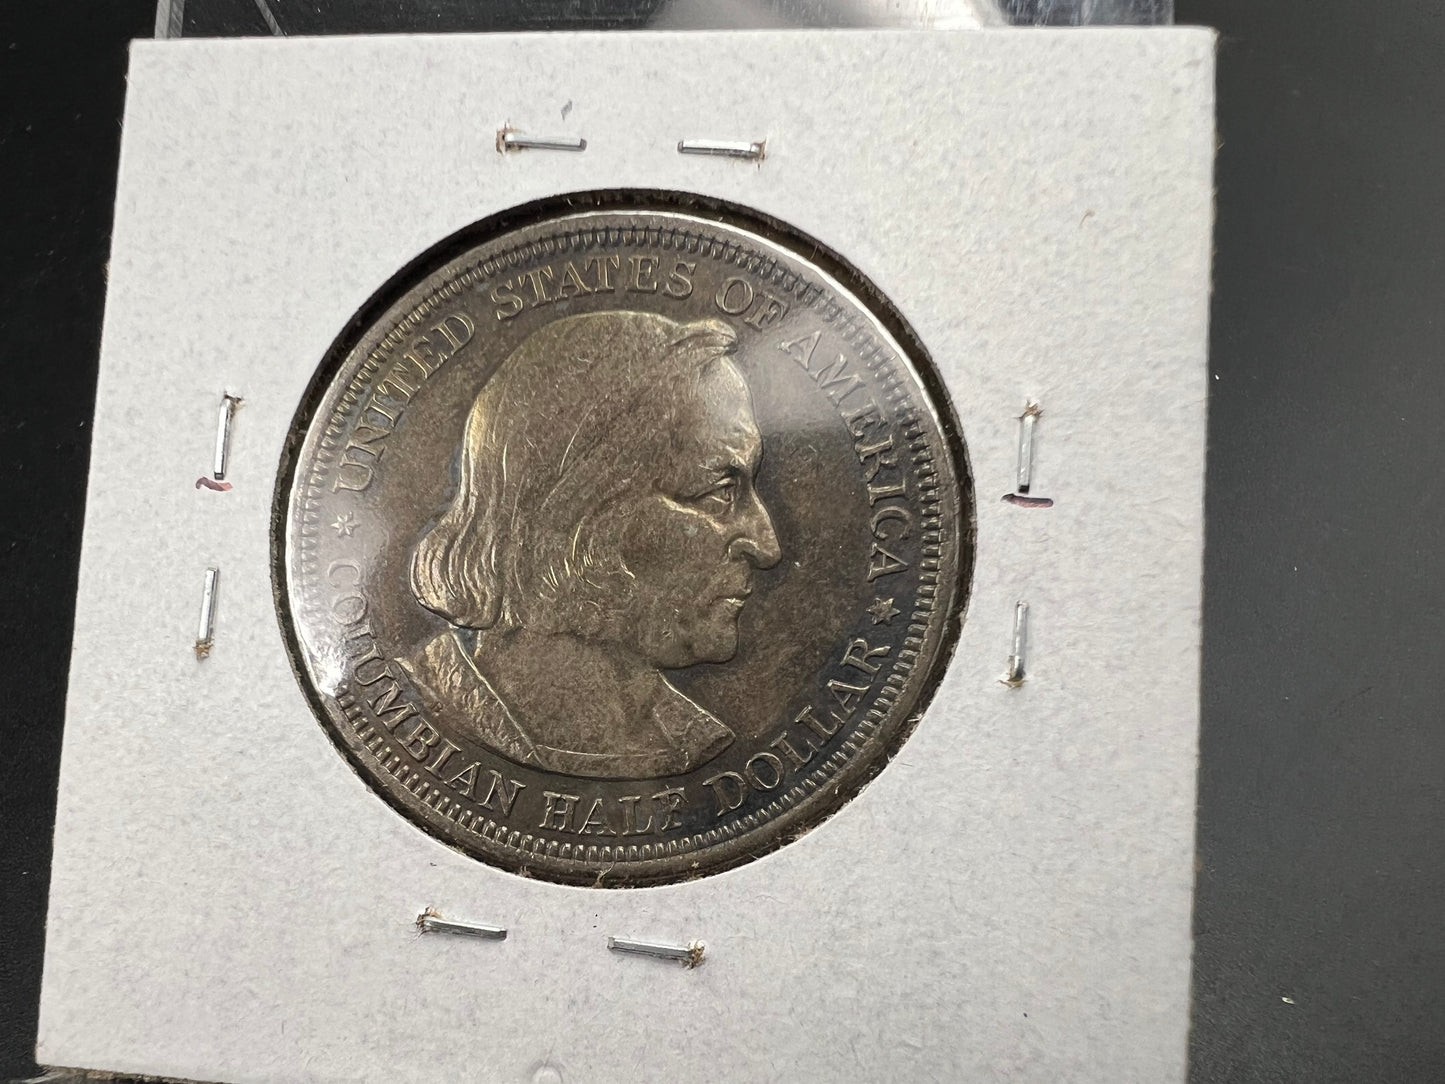 UNITED STATES OF AMERICA
COLUMBIAN HALF DOLLAR